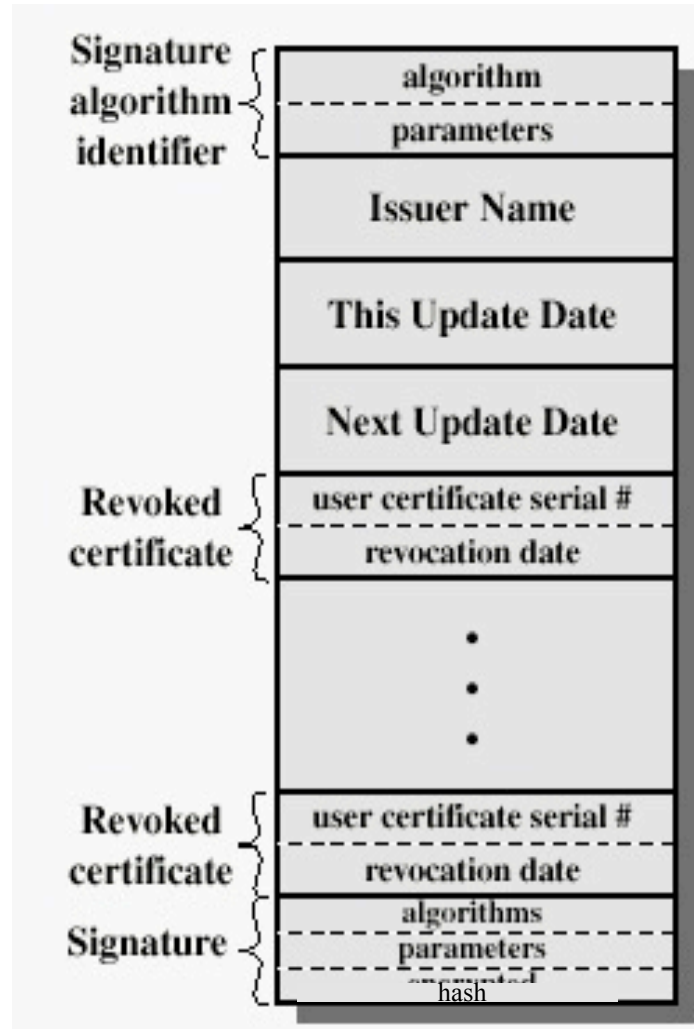 Signature
algorithm
identifier
algorithm
parameters
Issuer Name
This Update Date
Next Update Date
Revoked
certificate
user certificate serial #
revocation date
Revoked
certificate
user certificate serial #
revocation date
Signature
algorithms
parameters
hash